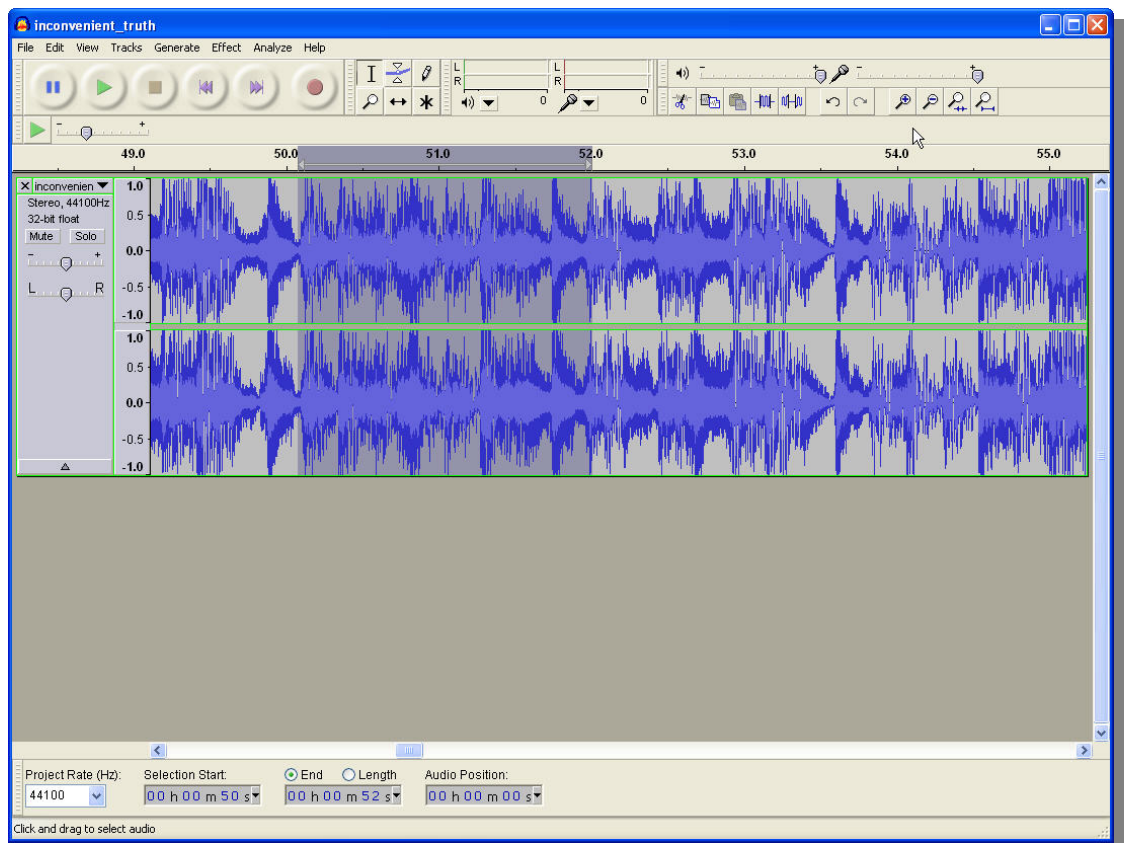 inconvenient_truth
File Edit View Tracks Generate Effect Analyze Help
L
R
0
L
R
0
- +
- +
- +
49.0 50.0 51.0 52.0 53.0 54.0 55.0
X inconvenien
Stereo, 44100Hz
32-bit float
Mute Solo
- +
L R
1.0
0.5
0.0
-0.5
-1.0
1.0
0.5
0.0
-0.5
-1.0
Project Rate (Hz): Selection Start: End Length Audio Position:
44100 00 h 00 m 50 s 00 h 00 m 52 s 00 h 00 m 00 s
Click and drag to select audio